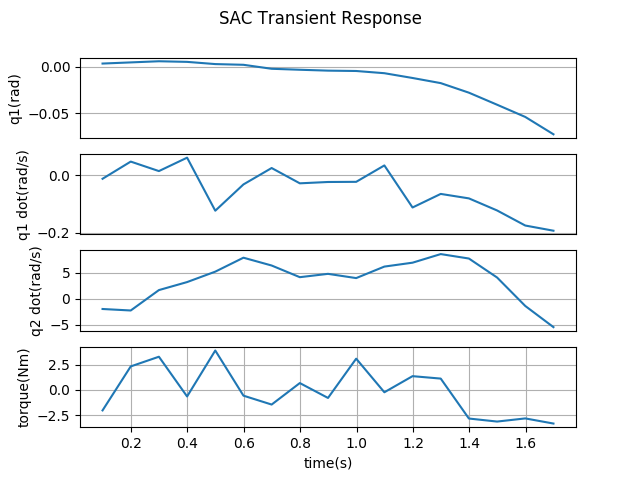 SAC Transient Response
q1(rad)
0.00
−0.05
q1 dot(rad/s)
0.0
−0.2
q2 dot(rad/s)
5
0
−5
torque(Nm)
2.5
0.0
−2.5
0.2 0.4 0.6 0.8 1.0 1.2 1.4 1.6
time(s)